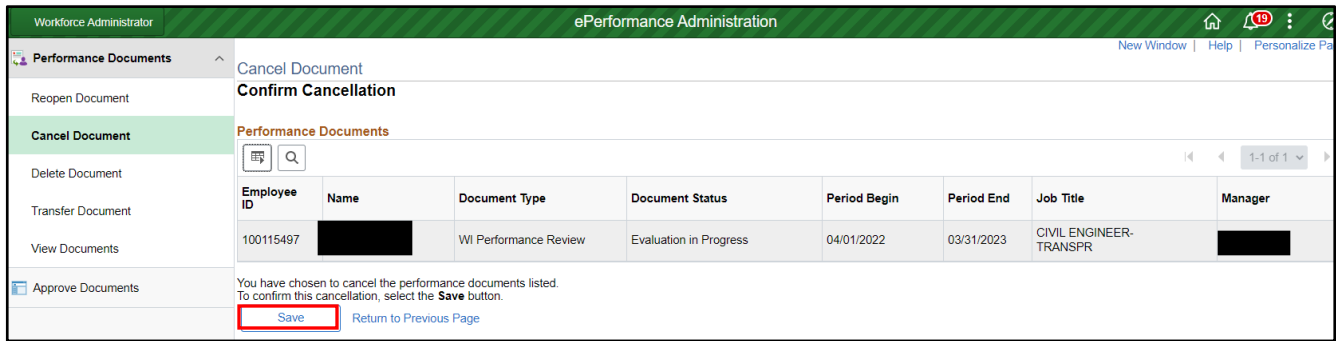 Workforce Administrator
ePerformance Administration
19
New Window | Help | Personalize Pa
Performance Documents
Reopen Document
Cancel Document
Delete Document
Transfer Document
View Documents
Approve Documents
Cancel Document
Confirm Cancellation
Performance Documents
1-1 of 1
Employee ID Name Document Type Document Status Period Begin Period End Job Title Manager
100115497 WI Performance Review Evaluation in Progress 04/01/2022 03/31/2023 CIVIL ENGINEER-
TRANSPR
You have chosen to cancel the performance documents listed.
To confirm this cancellation, select the Save button.
Save Return to Previous Page